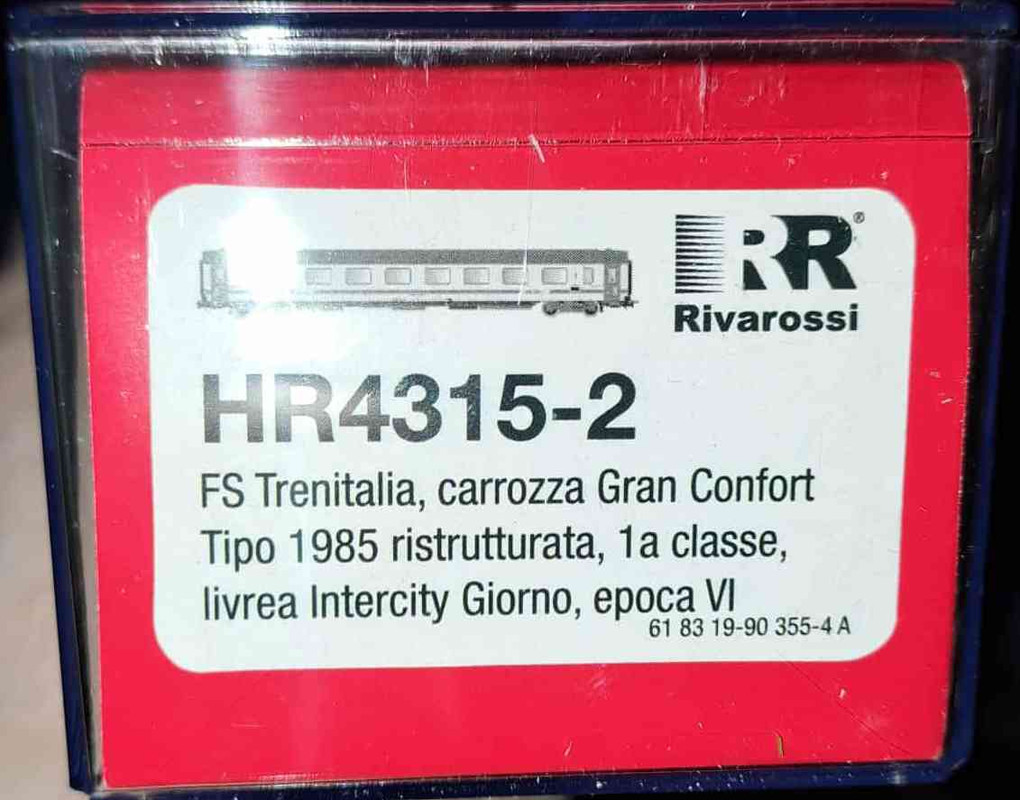 RR®
Rivarossi
HR4315-2
FS Trenitalia, carrozza Gran Confort
Tipo 1985 ristrutturata, 1a classe,
livrea Intercity Giorno, epoca VI
61 83 19-90 355-4 A